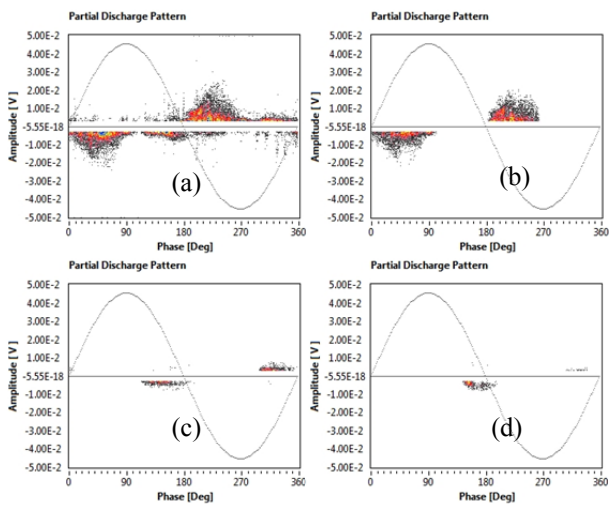 Partial Discharge Pattern
5.00E-2
4.00E-2
3.00E-2
2.00E-2
1.00E-2
-5.55E-18
-1.00E-2
-2.00E-2
-3.00E-2
-4.00E-2
-5.00E-2
Amplitude [V]
0 90 180 270 360
Phase [Deg]
(a)
Partial Discharge Pattern
5.00E-2
4.00E-2
3.00E-2
2.00E-2
1.00E-2
-5.55E-18
-1.00E-2
-2.00E-2
-3.00E-2
-4.00E-2
-5.00E-2
Amplitude [V]
0 90 180 270 360
Phase [Deg]
(b)
Partial Discharge Pattern
5.00E-2
4.00E-2
3.00E-2
2.00E-2
1.00E-2
-5.55E-18
-1.00E-2
-2.00E-2
-3.00E-2
-4.00E-2
-5.00E-2
Amplitude [V]
0 90 180 270 360
Phase [Deg]
(c)
Partial Discharge Pattern
5.00E-2
4.00E-2
3.00E-2
2.00E-2
1.00E-2
-5.55E-18
-1.00E-2
-2.00E-2
-3.00E-2
-4.00E-2
-5.00E-2
Amplitude [V]
0 90 180 270 360
Phase [Deg]
(d)